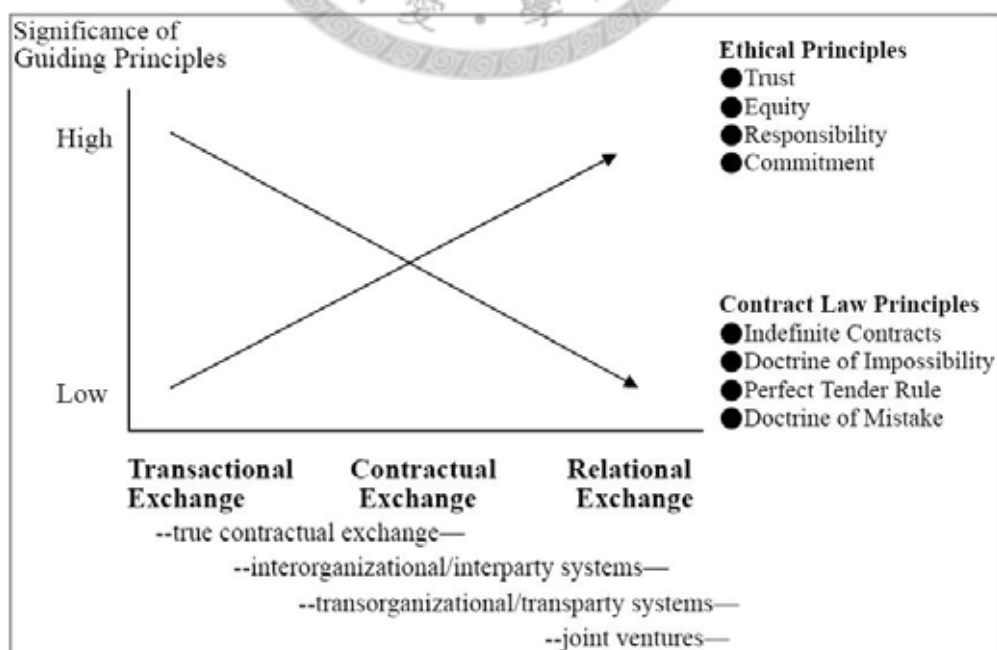 Significance of
Guiding Principles
High
Low
Ethical Principles
●Trust
●Equity
●Responsibility
●Commitment
Contract Law Principles
●Indefinite Contracts
●Doctrine of Impossibility
●Perfect Tender Rule
●Doctrine of Mistake
Transactional Exchange
Contractual Exchange
Relational Exchange
--true contractual exchange—
--interorganizational/interparty systems—
--transorganizational/transparty systems—
--joint ventures—